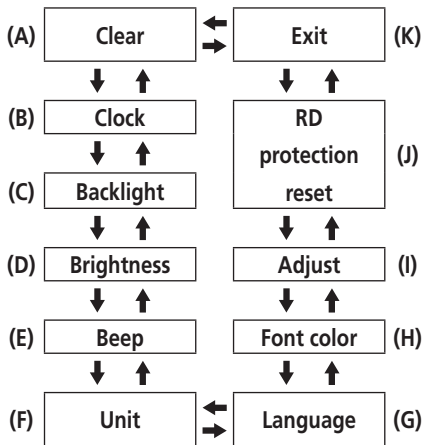 (A) Clear Exit (K)
(B) Clock RD
protection (J)
(C) Backlight reset
(D) Brightness Adjust (I)
(E) Beep Font color (H)
(F) Unit Language (G)